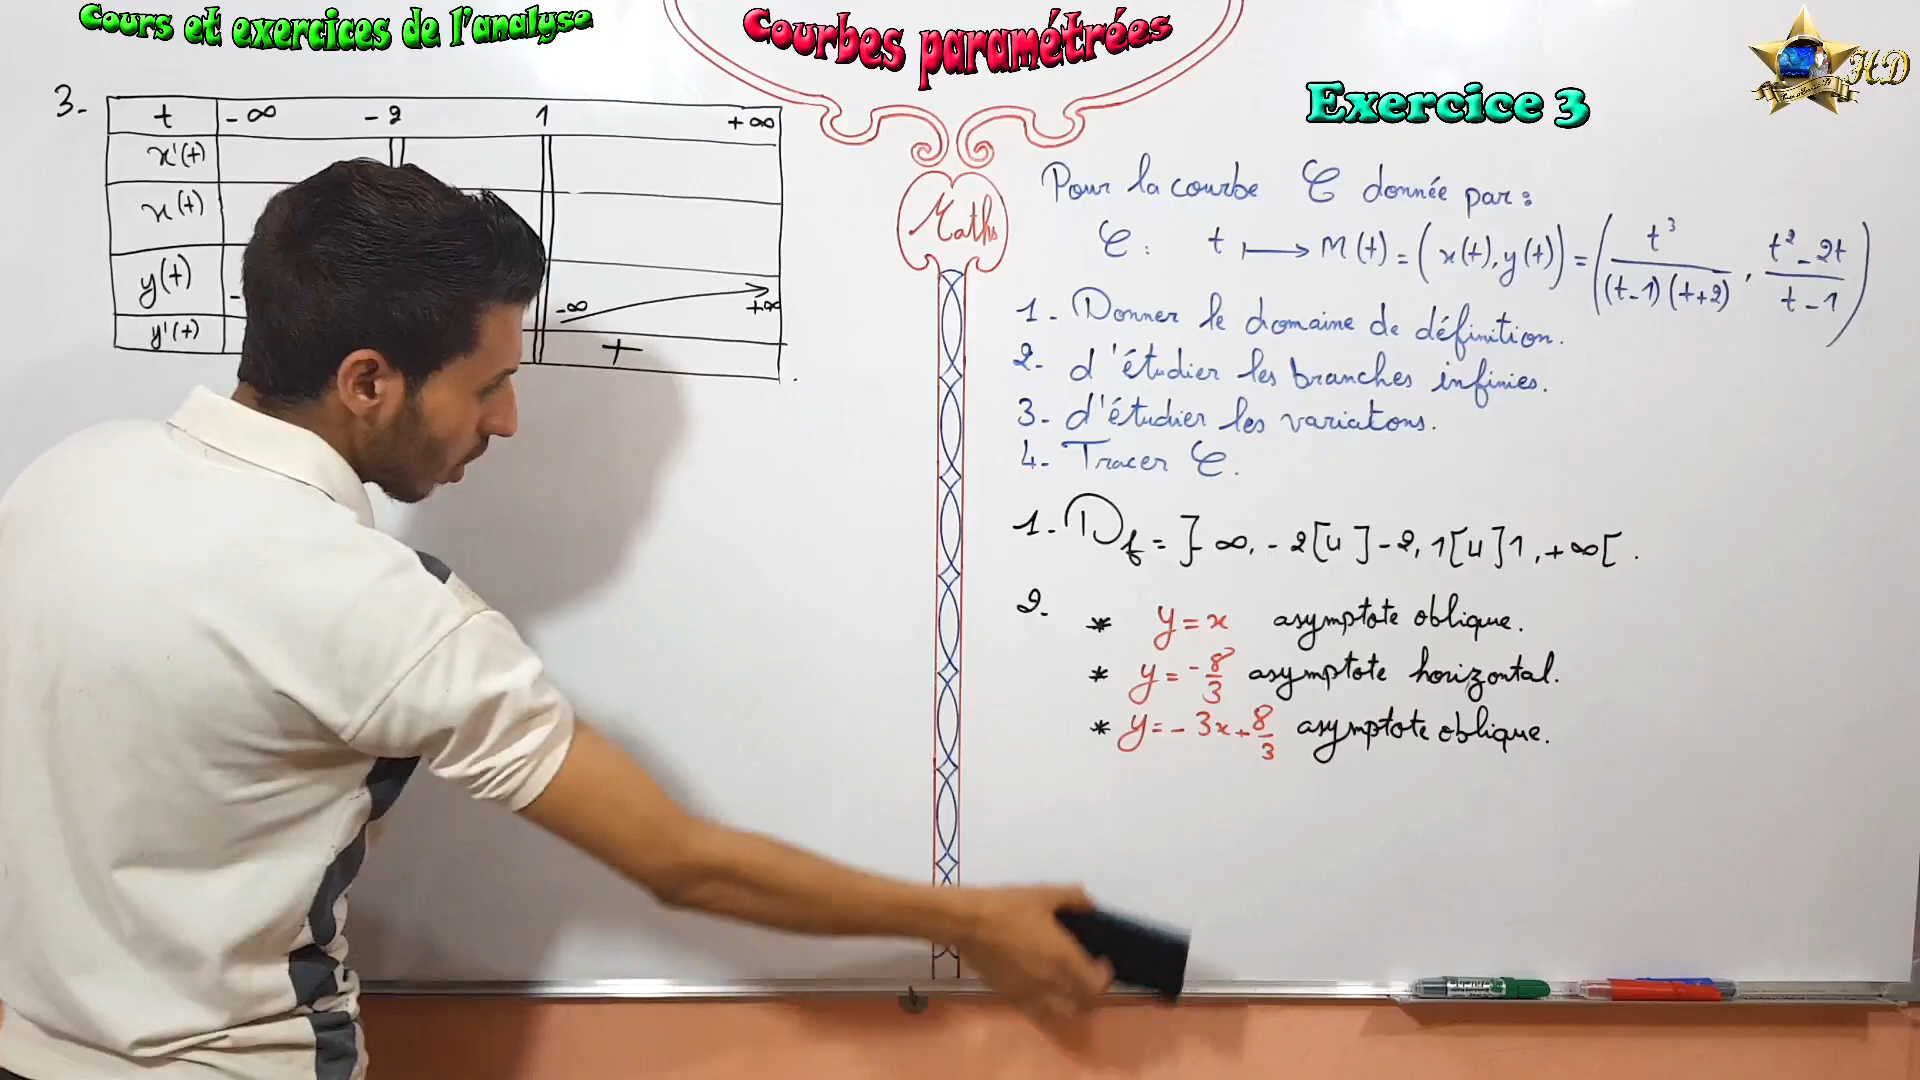 Cours et exercices de l'analyse
Courbes paramétrées
HD
Exercice 3
3-
t -∞ -2 1 +∞
x'(t)
x(t)
y(t) - -∞ +∞
y'(t) +
Maths
Pour la courbe C donnée par :
C : t ⟼ M(t) = (x(t), y(t)) = (t³/((t-1)(t+2)), (t²-2t)/(t-1))
1- Donner le domaine de définition.
2- d'étudier les branches infinies.
3- d'étudier les variatons.
4- Tracer C.
1- Df = ]-∞, -2[ U ]-2, 1[ U ]1, +∞[.
2-
* y = x asymptote oblique.
* y = -8/3 asymptote horizontal.
* y = -3x + 8/3 asymptote oblique.